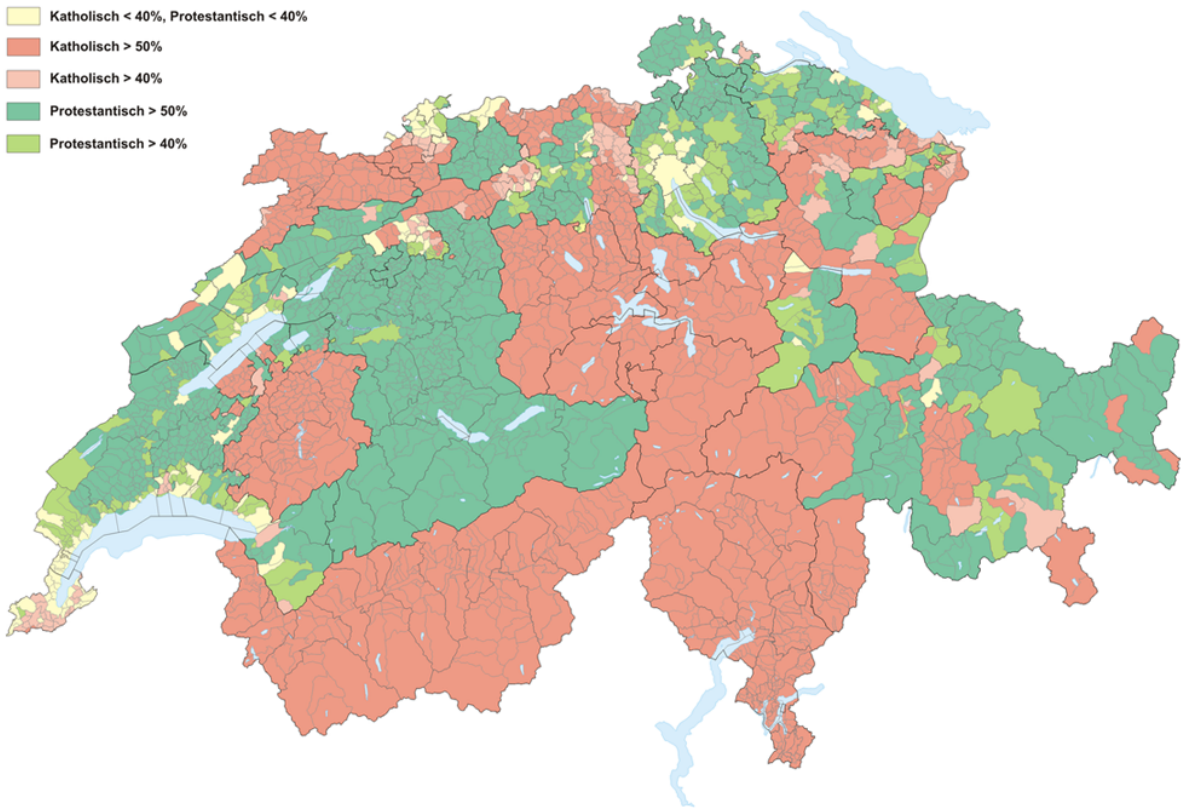 Katholisch < 40%, Protestantisch < 40%
Katholisch > 50%
Katholisch > 40%
Protestantisch > 50%
Protestantisch > 40%